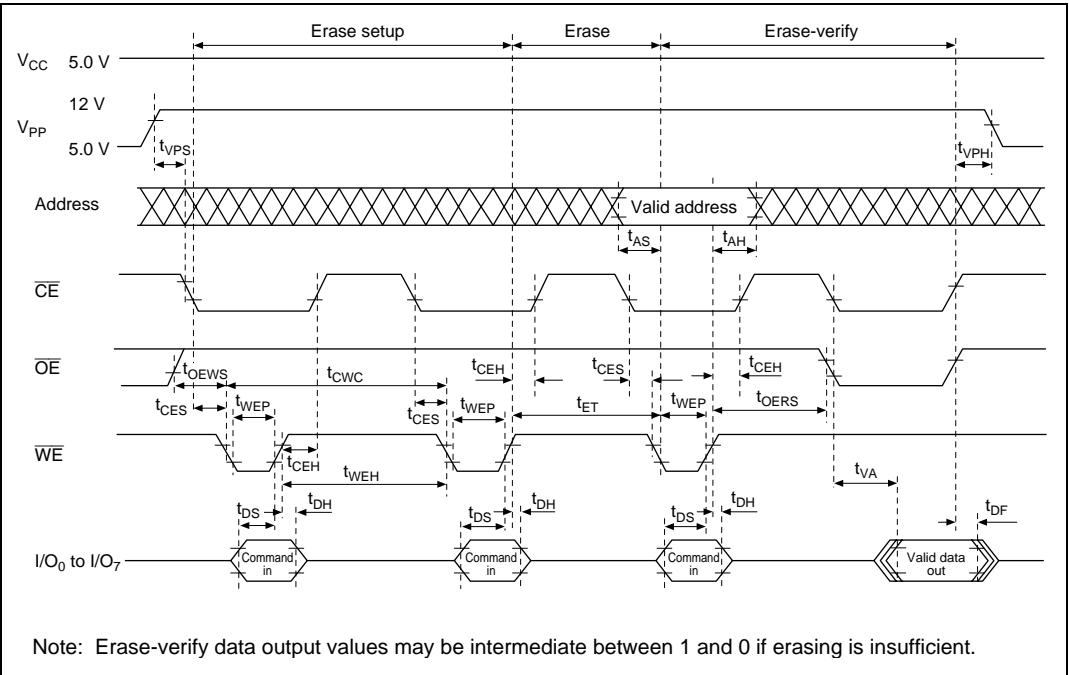 Erase setup Erase Erase-verify
VCC 5.0 V
12 V
VPP
5.0 V
tVPS tVPH
Address Valid address
tAS tAH
CE
OE
tOEWS tCWC tCEH tCES tCEH
tCES tWEP tCES tWEP tET tWEP tOERS
WE
tCEH tWEH tVA
tDS tDH tDS tDH tDS tDH tDF
I/O0 to I/O7 Command in Command in Command in Valid data out
Note: Erase-verify data output values may be intermediate between 1 and 0 if erasing is insufficient.